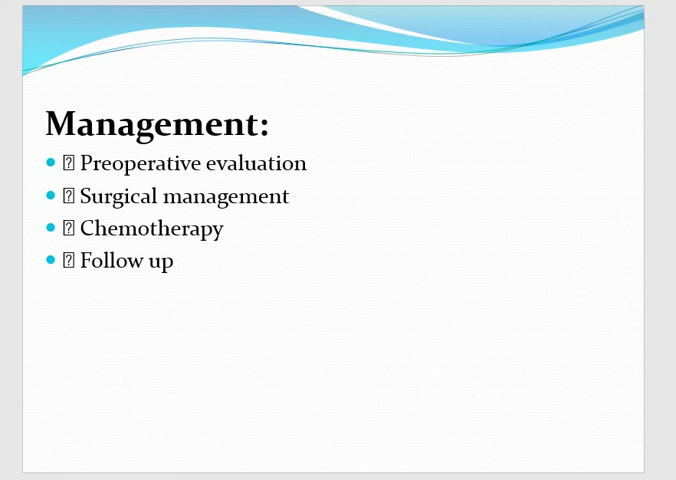 Management:
• ⍰ Preoperative evaluation
• ⍰ Surgical management
• ⍰ Chemotherapy
• ⍰ Follow up